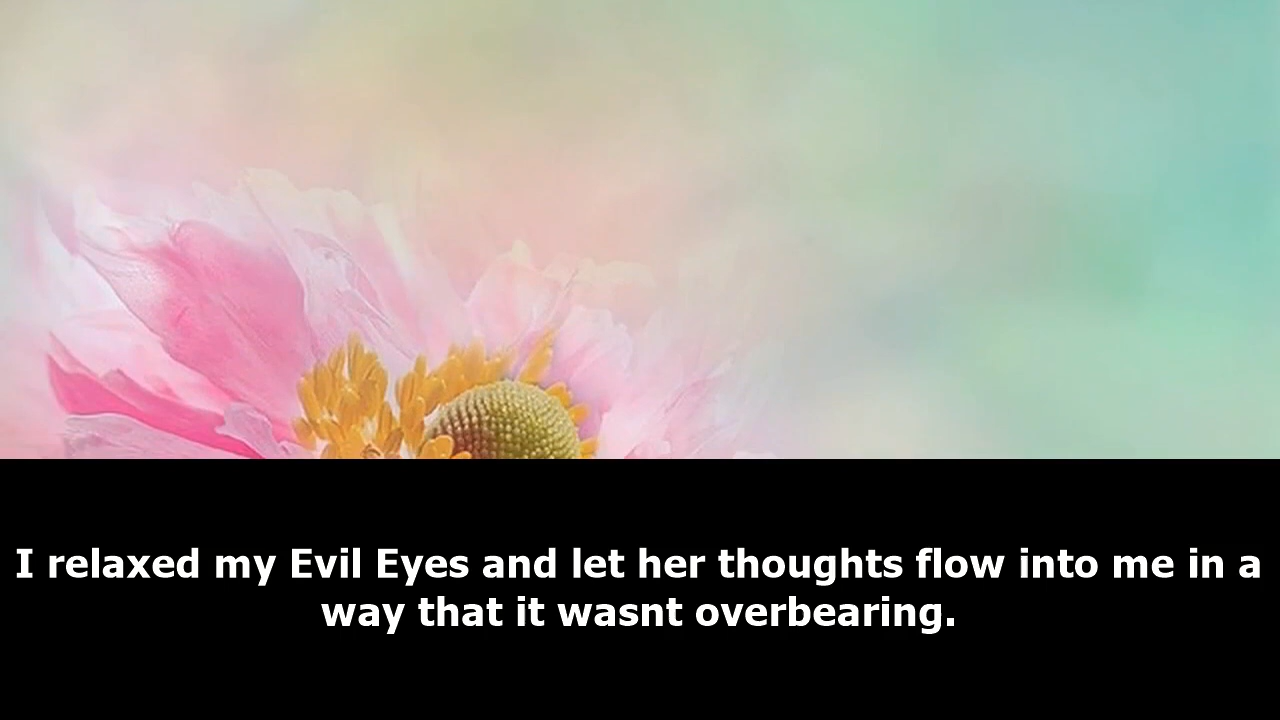 I relaxed my Evil Eyes and let her thoughts flow into me in a
way that it wasnt overbearing.